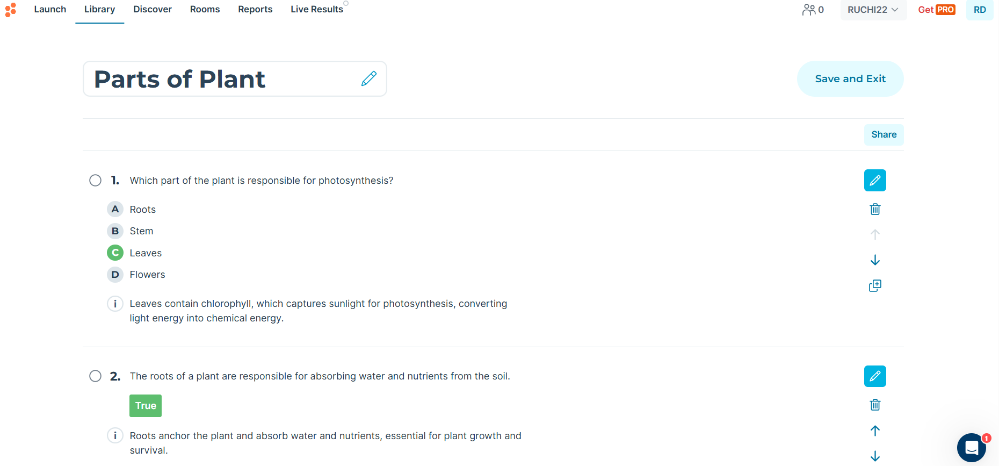 Launch Library Discover Rooms Reports Live Results 0 RUCHI22 Get PRO RD
Parts of Plant
Save and Exit
Share
1. Which part of the plant is responsible for photosynthesis?
A Roots
B Stem
C Leaves
D Flowers
i Leaves contain chlorophyll, which captures sunlight for photosynthesis, converting
light energy into chemical energy.
2. The roots of a plant are responsible for absorbing water and nutrients from the soil.
True
i Roots anchor the plant and absorb water and nutrients, essential for plant growth and
survival.
1